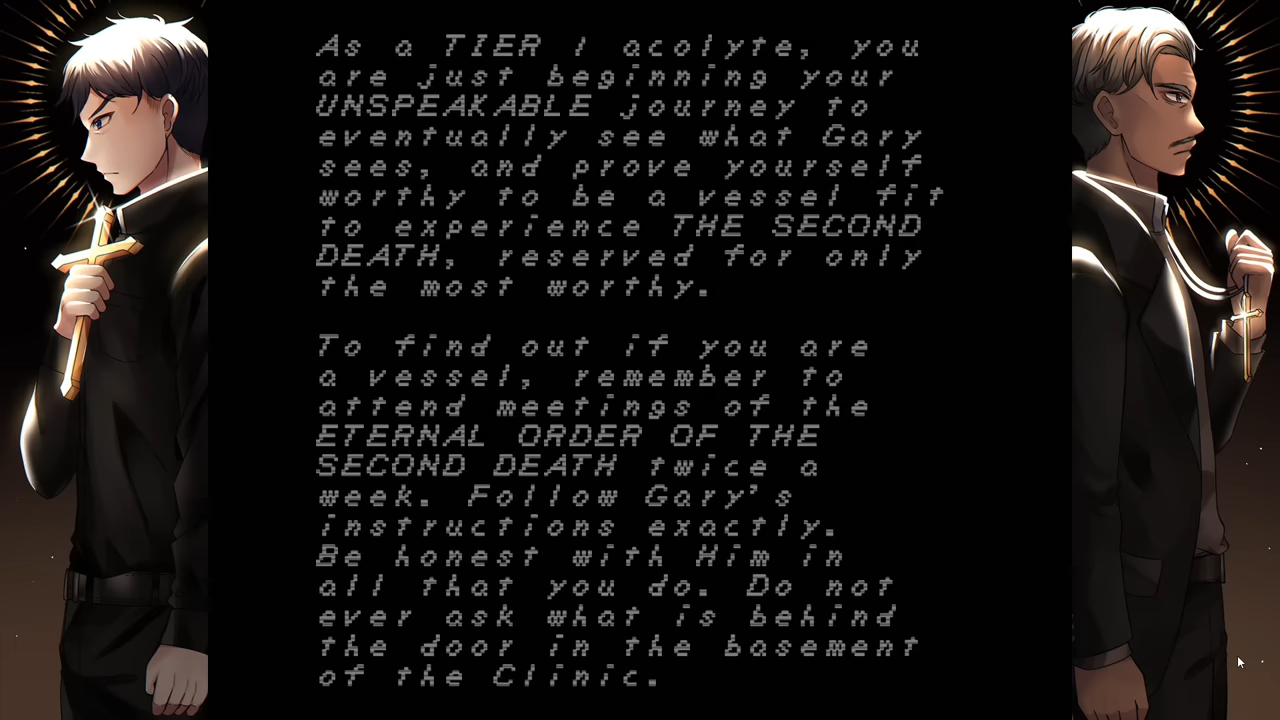 As a TIER 1 acolyte, you
are just beginning your
UNSPEAKABLE journey to
eventually see what Gary
sees, and prove yourself
worthy to be a vessel fit
to experience THE SECOND
DEATH, reserved for only
the most worthy.
To find out if you are
a vessel, remember to
attend meetings of the
ETERNAL ORDER OF THE
SECOND DEATH twice a
week. Follow Gary's
instructions exactly.
Be honest with Him in
all that you do. Do not
ever ask what is behind
the door in the basement
of the Clinic.